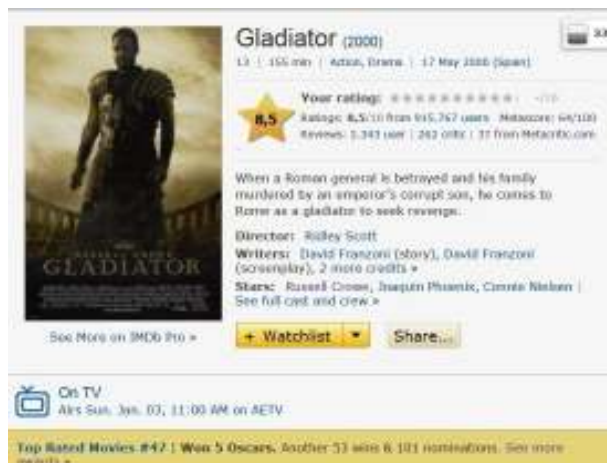 Gladiator (2000)
13 | 155 min | Action, Drama | 17 May 2000 (Spain)
Your rating: -/10
8,5
Ratings: 8,5/10 from 915.767 users Metascore: 64/100
Reviews: user | 262 critic | 37 from Metacritic.com
When a Roman general is betrayed and his family
murdered by an emperor's corrupt son, he comes to
Rome as a gladiator to seek revenge.
Director: Ridley Scott
Writers: David Franzoni (story), David Franzoni
(screenplay), 2 more credits »
Stars: Russell Crowe, Joaquin Phoenix, Connie Nielsen |
See full cast and crew »
GLADIATOR
See More on IMDb Pro »
+ Watchlist
Share...
On TV
Airs Sun. Jan. 03, 11:00 AM on AETV
Top Rated Movies #47 | Won 5 Oscars. Another 53 wins & 101 nominations. See more